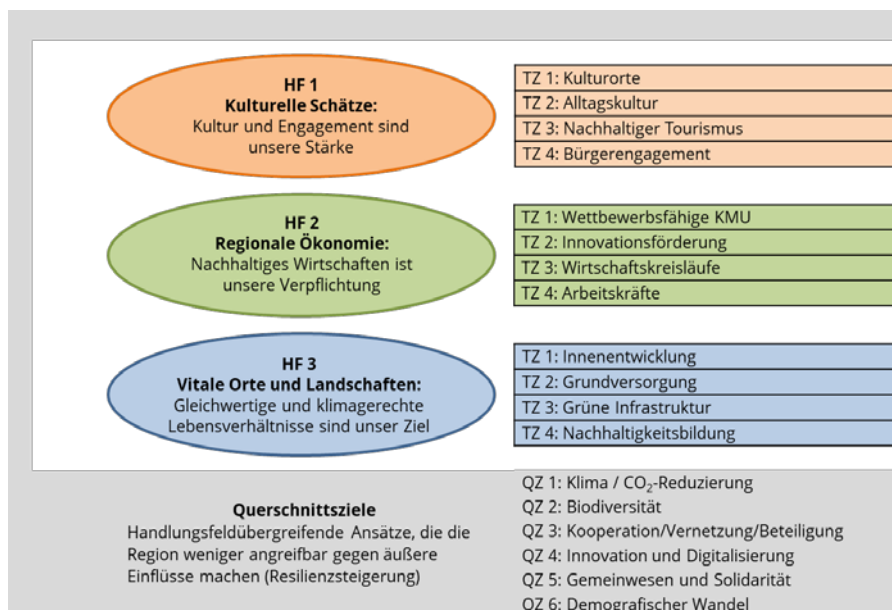 HF 1
Kulturelle Schätze:
Kultur und Engagement sind
unsere Stärke
TZ 1: Kulturorte
TZ 2: Alltagskultur
TZ 3: Nachhaltiger Tourismus
TZ 4: Bürgerengagement
HF 2
Regionale Ökonomie:
Nachhaltiges Wirtschaften ist
unsere Verpflichtung
TZ 1: Wettbewerbsfähige KMU
TZ 2: Innovationsförderung
TZ 3: Wirtschaftskreisläufe
TZ 4: Arbeitskräfte
HF 3
Vitale Orte und Landschaften:
Gleichwertige und klimagerechte
Lebensverhältnisse sind unser Ziel
TZ 1: Innenentwicklung
TZ 2: Grundversorgung
TZ 3: Grüne Infrastruktur
TZ 4: Nachhaltigkeitsbildung
Querschnittsziele
Handlungsfeldübergreifende Ansätze, die die
Region weniger angreifbar gegen äußere
Einflüsse machen (Resilienzsteigerung)
QZ 1: Klima / CO₂-Reduzierung
QZ 2: Biodiversität
QZ 3: Kooperation/Vernetzung/Beteiligung
QZ 4: Innovation und Digitalisierung
QZ 5: Gemeinwesen und Solidarität
QZ 6: Demografischer Wandel